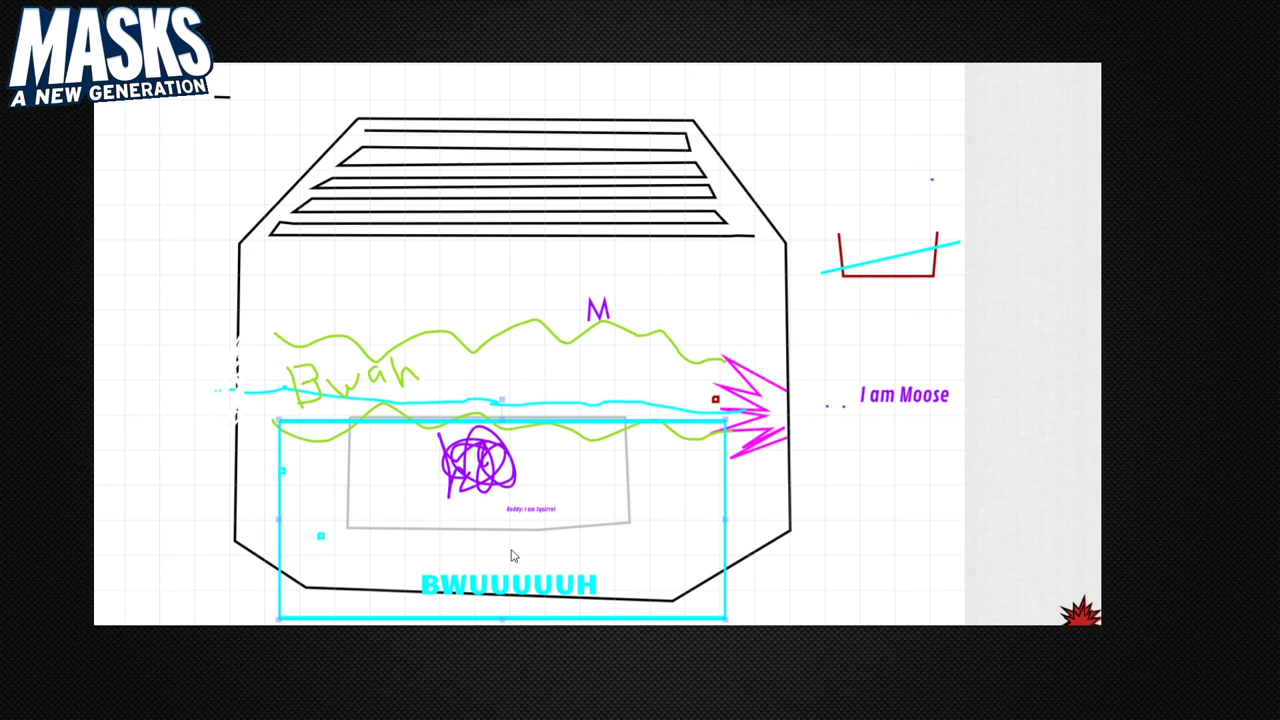 MASKS
A NEW GENERATION
M
Bwah
I am Moose
Buddy: I am Squirrel
BWUUUUUH